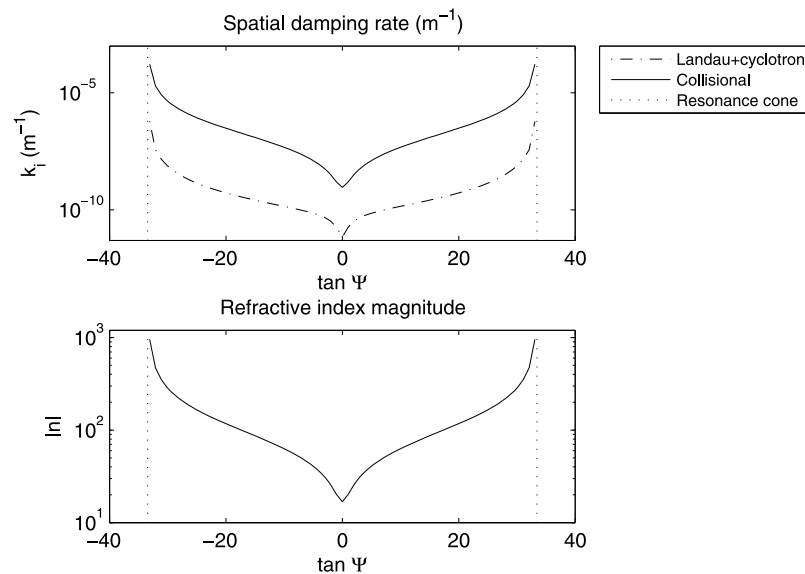 Spatial damping rate (m⁻¹)
kᵢ (m⁻¹)
10⁻⁵
10⁻¹⁰
−40 −20 0 20 40
tan Ψ
Landau+cyclotron
Collisional
Resonance cone
Refractive index magnitude
|n|
10³
10²
10¹
−40 −20 0 20 40
tan Ψ